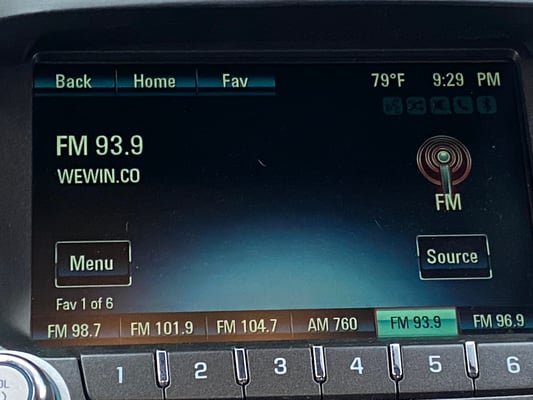 Back Home Fav 79°F 9:29 PM
FM 93.9
WEWIN.CO
FM
Menu Source
Fav 1 of 6
FM 98.7 FM 101.9 FM 104.7 AM 760 FM 93.9 FM 96.9
1 2 3 4 5 6